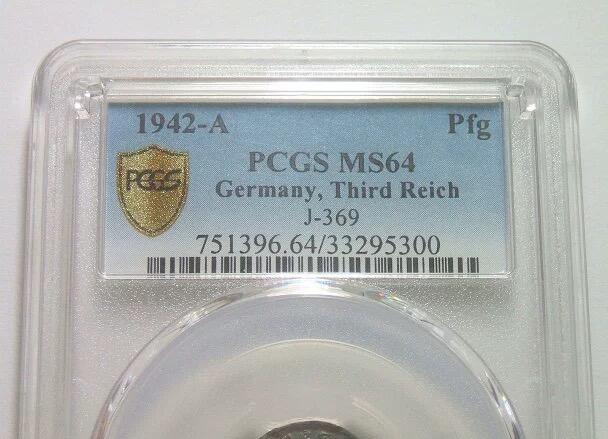 1942-A Pfg
PCGS MS64
PCGS
Germany, Third Reich
J-369
751396.64/33295300